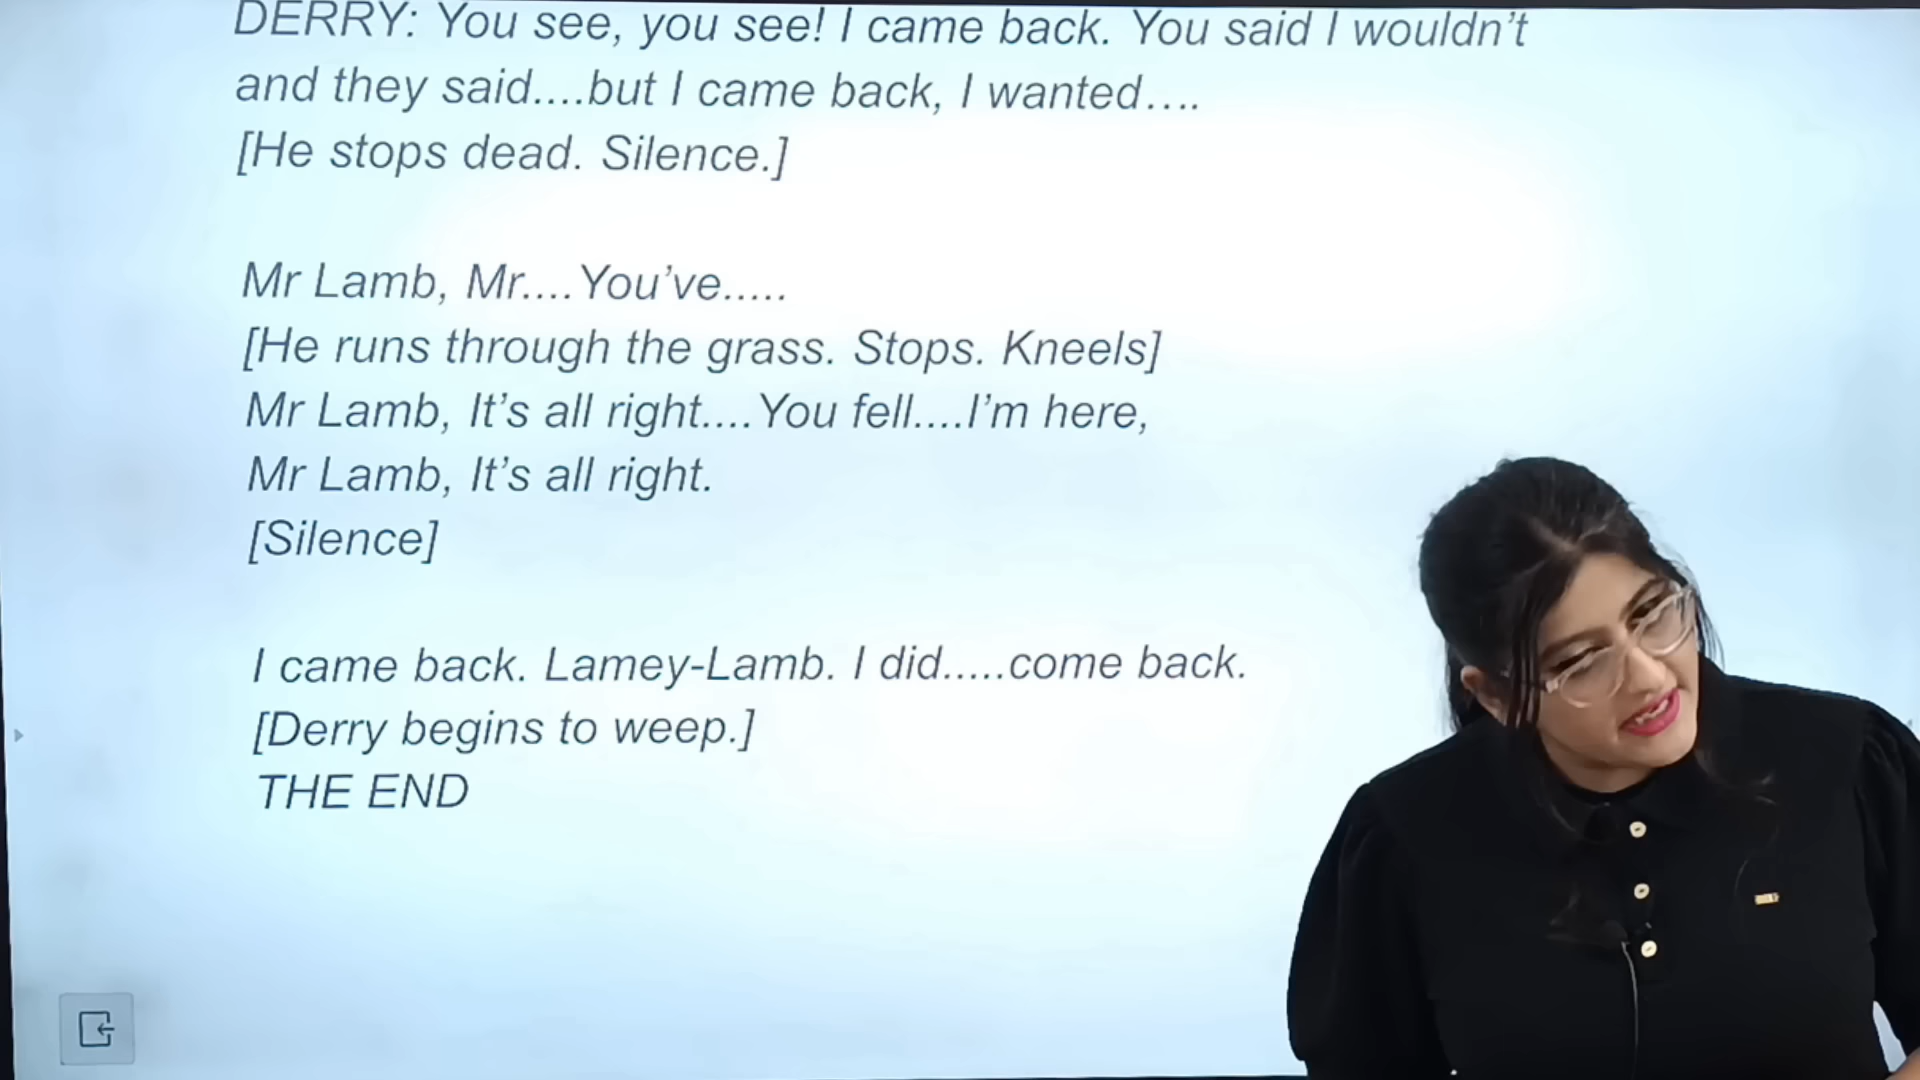 DERRY: You see, you see! I came back. You said I wouldn't
and they said....but I came back, I wanted....
[He stops dead. Silence.]
Mr Lamb, Mr....You've.....
[He runs through the grass. Stops. Kneels]
Mr Lamb, It's all right....You fell....I'm here,
Mr Lamb, It's all right.
[Silence]
I came back. Lamey-Lamb. I did.....come back.
[Derry begins to weep.]
THE END